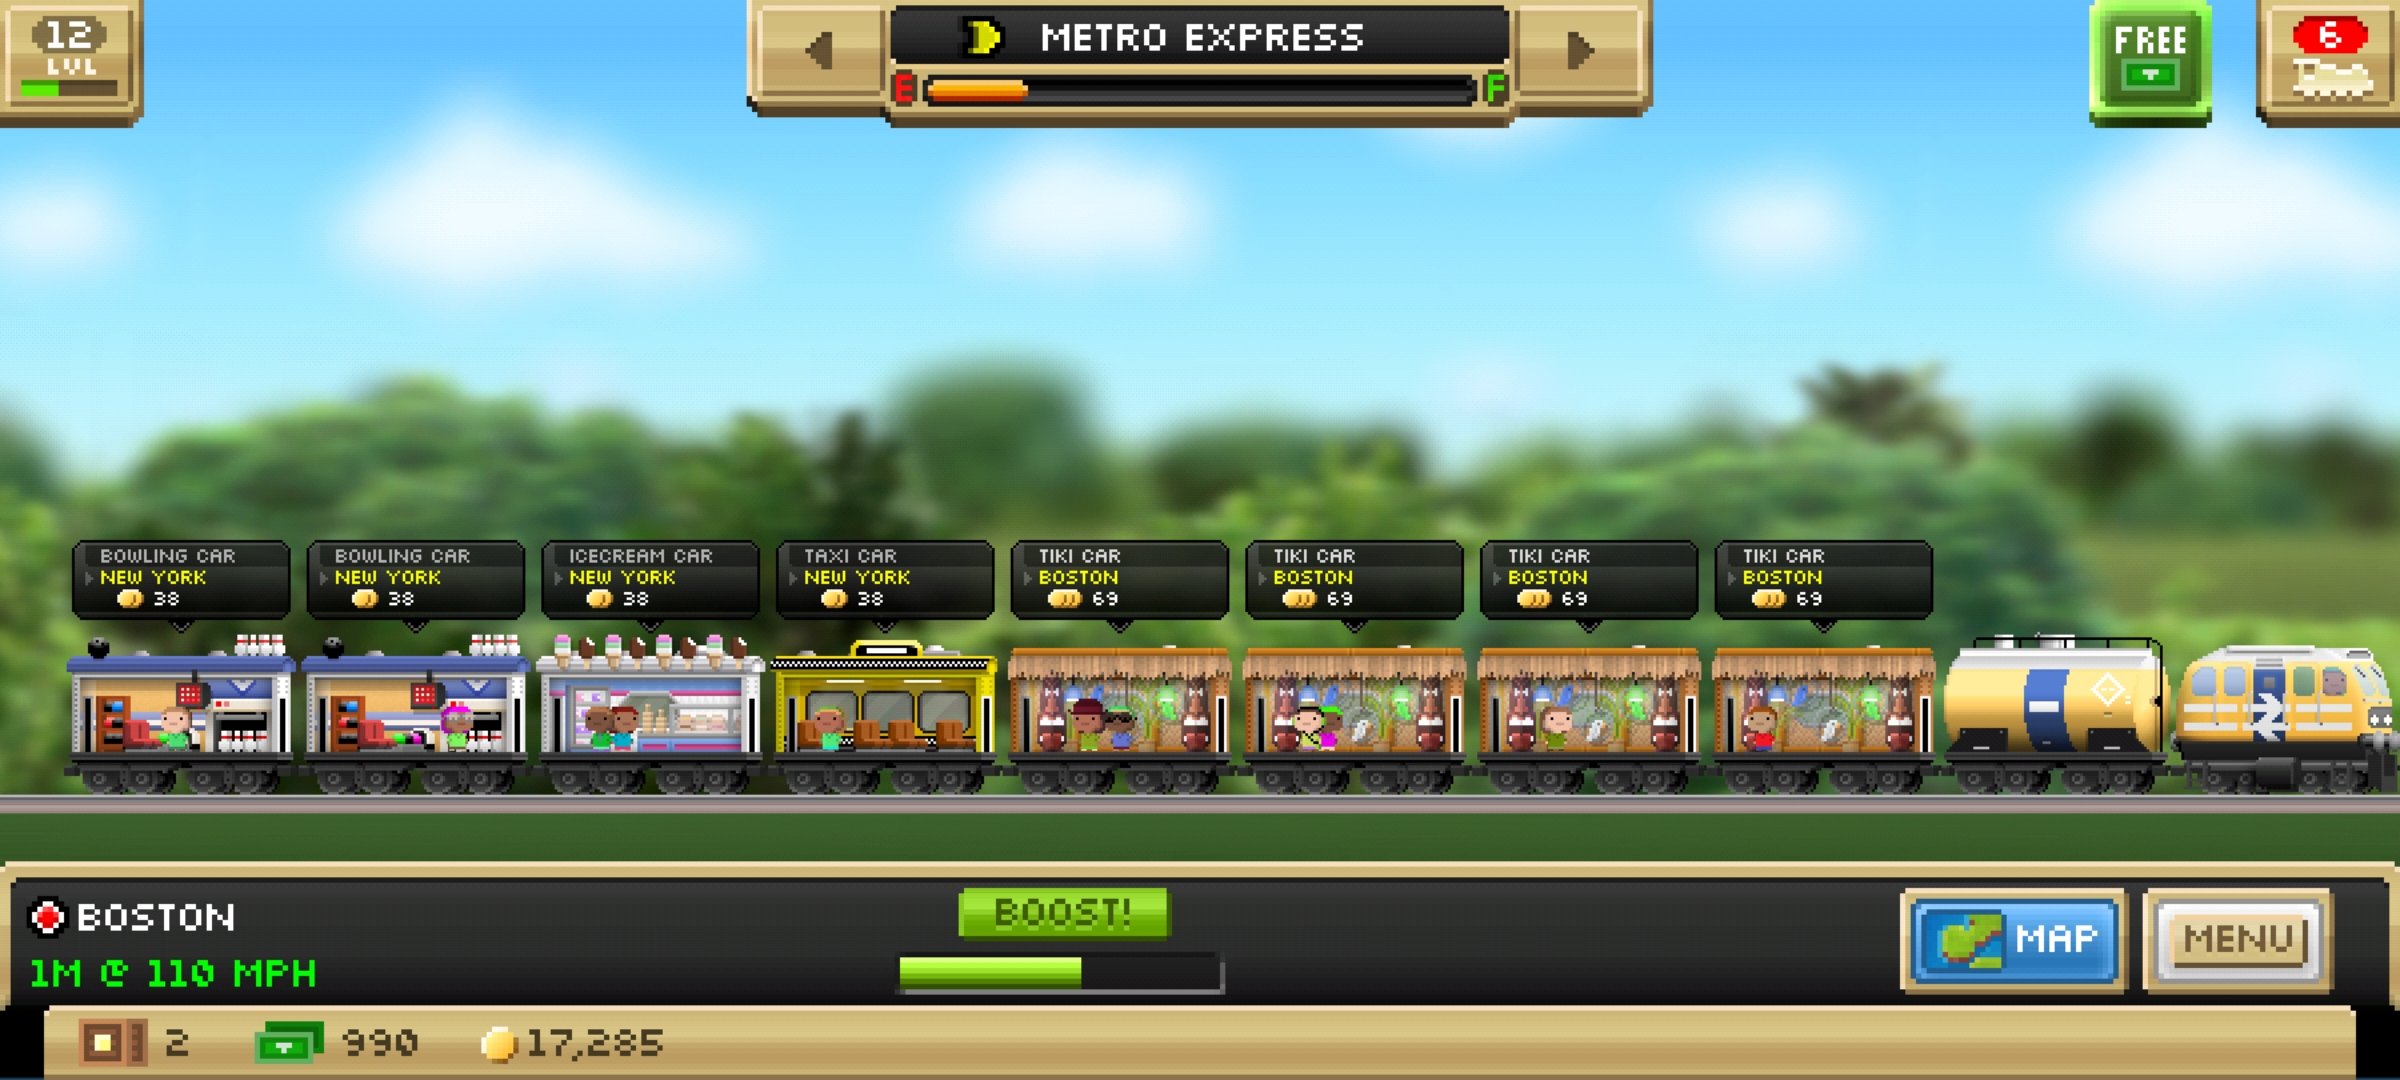 12
LVL
METRO EXPRESS
E F
FREE
6
BOWLING CAR
NEW YORK
38
BOWLING CAR
NEW YORK
38
ICECREAM CAR
NEW YORK
38
TAXI CAR
NEW YORK
38
TIKI CAR
BOSTON
69
TIKI CAR
BOSTON
69
TIKI CAR
BOSTON
69
TIKI CAR
BOSTON
69
BOSTON
1M @ 110 MPH
BOOST!
MAP
MENU
2
990
17,285